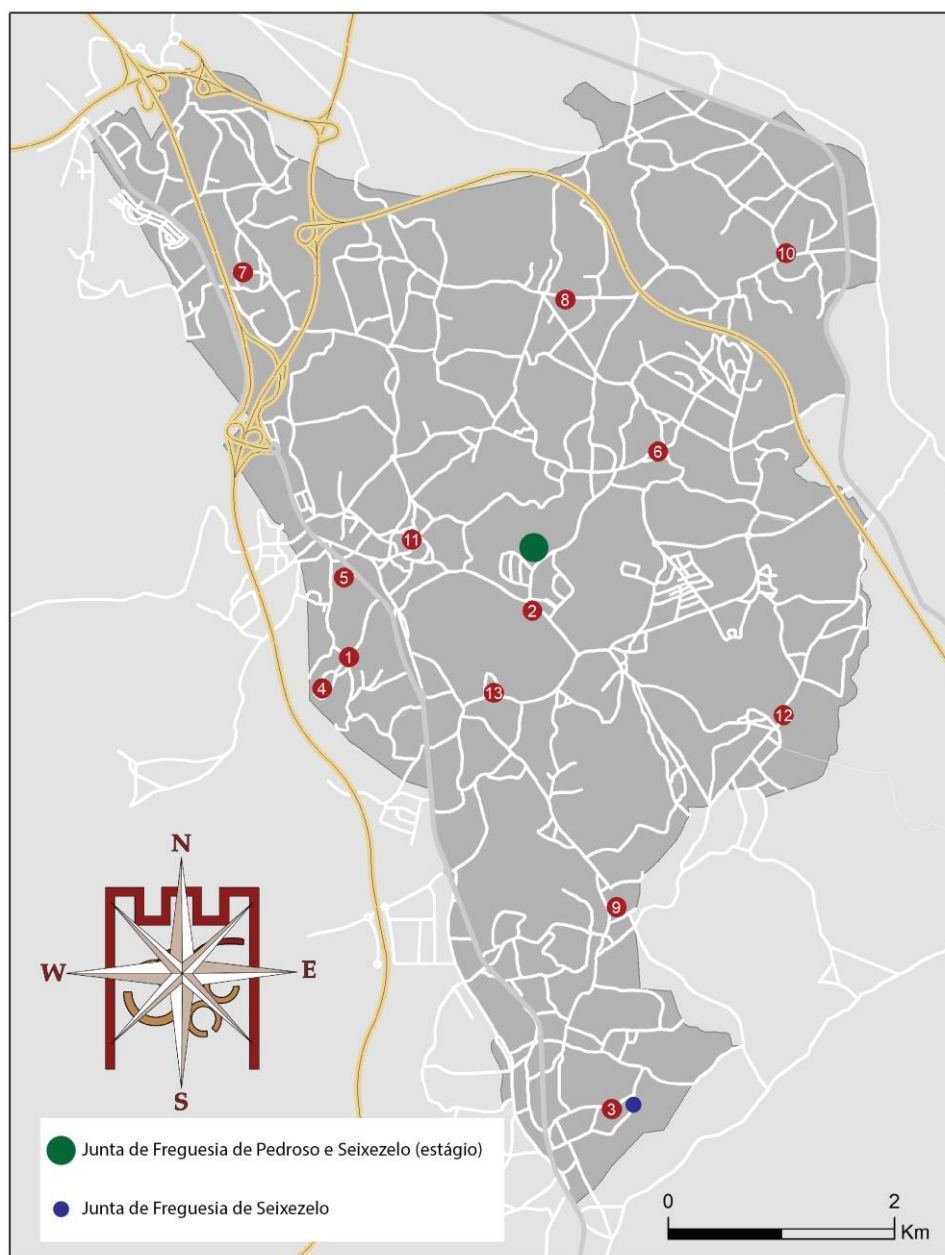 10
7
8
6
11
5
2
1
4
13
12
N
9
W
E
S
3
Junta de Freguesia de Pedroso e Seixezelo (estágio)
Junta de Freguesia de Seixezelo
0 2
Km